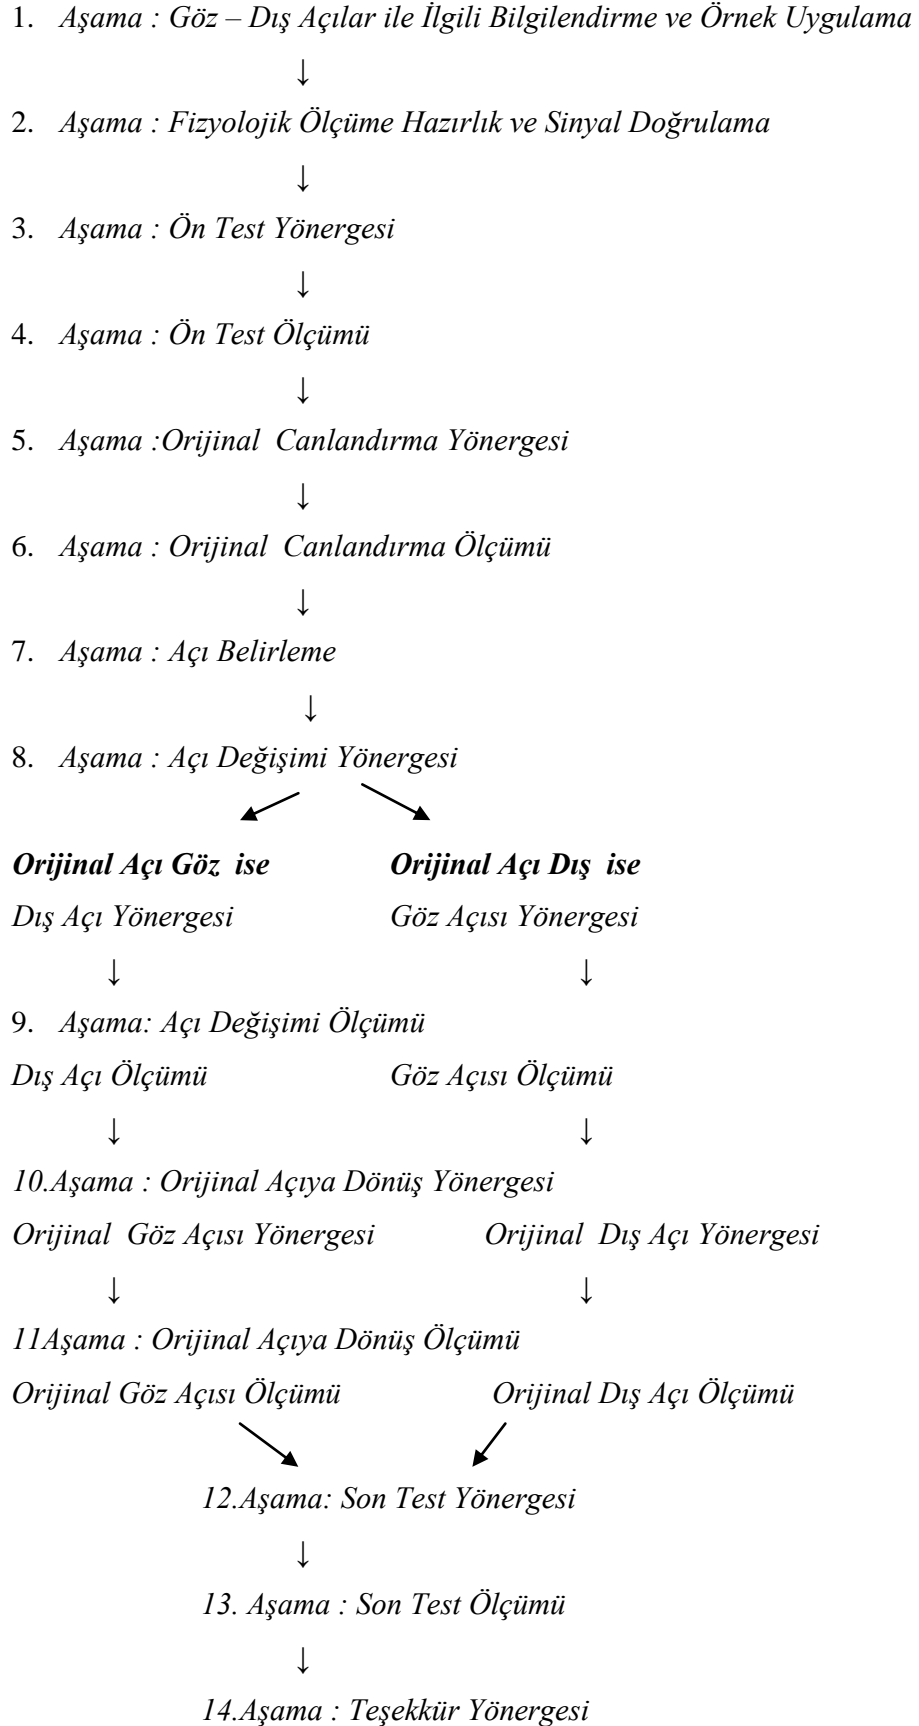 1. Aşama : Göz – Dış Açılar ile İlgili Bilgilendirme ve Örnek Uygulama
↓
2. Aşama : Fizyolojik Ölçüme Hazırlık ve Sinyal Doğrulama
↓
3. Aşama : Ön Test Yönergesi
↓
4. Aşama : Ön Test Ölçümü
↓
5. Aşama :Orijinal Canlandırma Yönergesi
↓
6. Aşama : Orijinal Canlandırma Ölçümü
↓
7. Aşama : Açı Belirleme
↓
8. Aşama : Açı Değişimi Yönergesi
Orijinal Açı Göz ise Orijinal Açı Dış ise
Dış Açı Yönergesi Göz Açısı Yönergesi
↓ ↓
9. Aşama: Açı Değişimi Ölçümü
Dış Açı Ölçümü Göz Açısı Ölçümü
↓ ↓
10.Aşama : Orijinal Açıya Dönüş Yönergesi
Orijinal Göz Açısı Yönergesi Orijinal Dış Açı Yönergesi
↓ ↓
11Aşama : Orijinal Açıya Dönüş Ölçümü
Orijinal Göz Açısı Ölçümü Orijinal Dış Açı Ölçümü
12.Aşama: Son Test Yönergesi
↓
13. Aşama : Son Test Ölçümü
↓
14.Aşama : Teşekkür Yönergesi